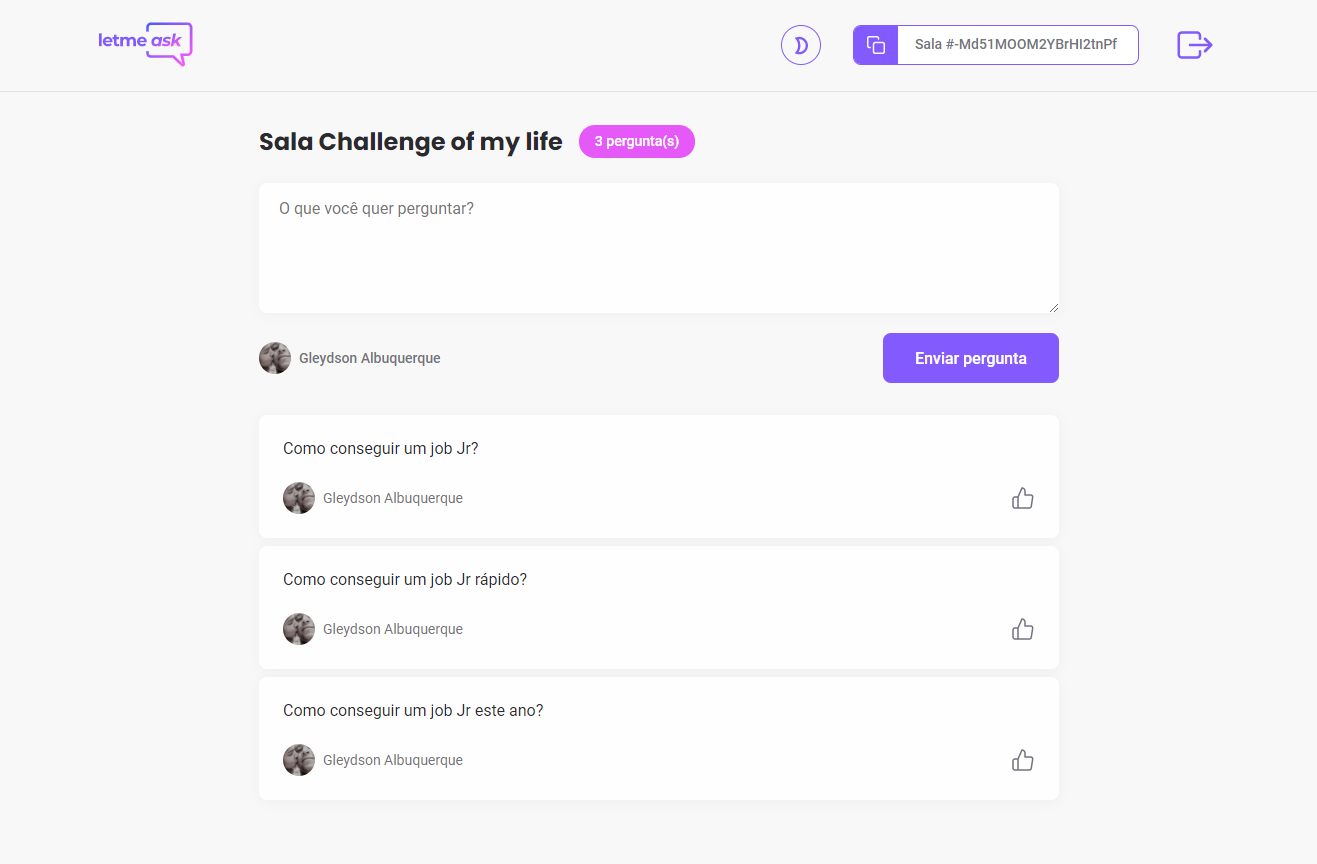 letme ask
Sala #-Md51MOOM2YBrHI2tnPf
Sala Challenge of my life
3 pergunta(s)
O que você quer perguntar?
Gleydson Albuquerque
Enviar pergunta
Como conseguir um job Jr?
Gleydson Albuquerque
Como conseguir um job Jr rápido?
Gleydson Albuquerque
Como conseguir um job Jr este ano?
Gleydson Albuquerque